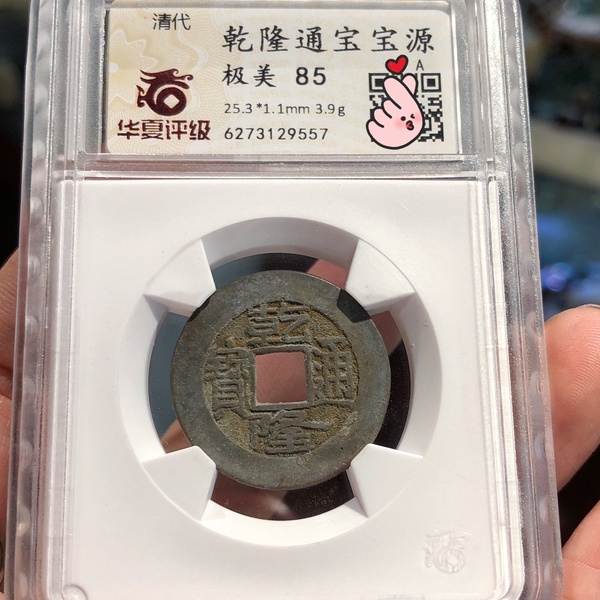 清代
乾隆通宝宝源
极美 85
A
25.3*1.1mm 3.9g
华夏评级
6273129557
乾
隆
通
寳